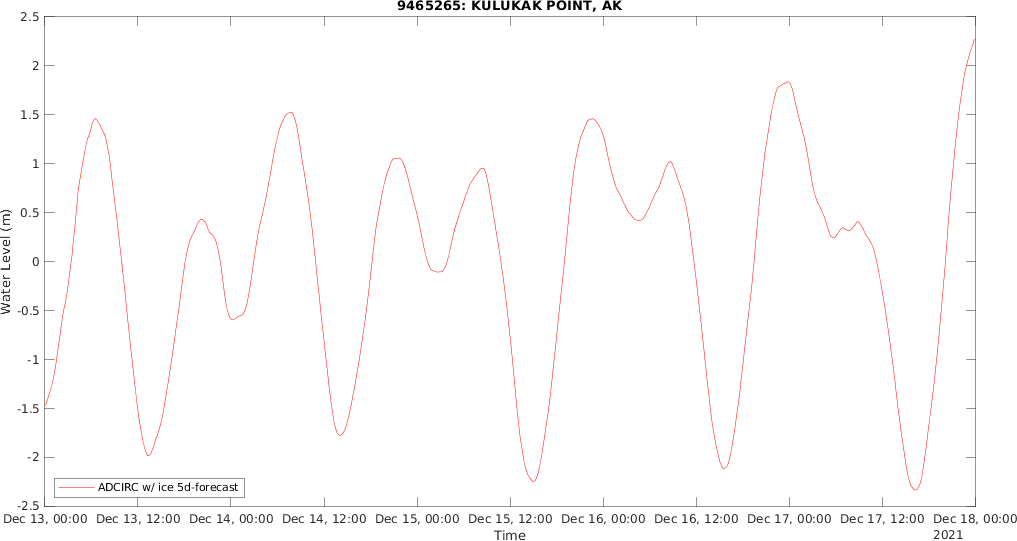 9465265: KULUKAK POINT, AK
2.5
2
1.5
1
0.5
0
-0.5
-1
-1.5
-2
-2.5
Water Level (m)
ADCIRC w/ ice 5d-forecast
Dec 13, 00:00 Dec 13, 12:00 Dec 14, 00:00 Dec 14, 12:00 Dec 15, 00:00 Dec 15, 12:00 Dec 16, 00:00 Dec 16, 12:00 Dec 17, 00:00 Dec 17, 12:00 Dec 18, 00:00
Time
2021